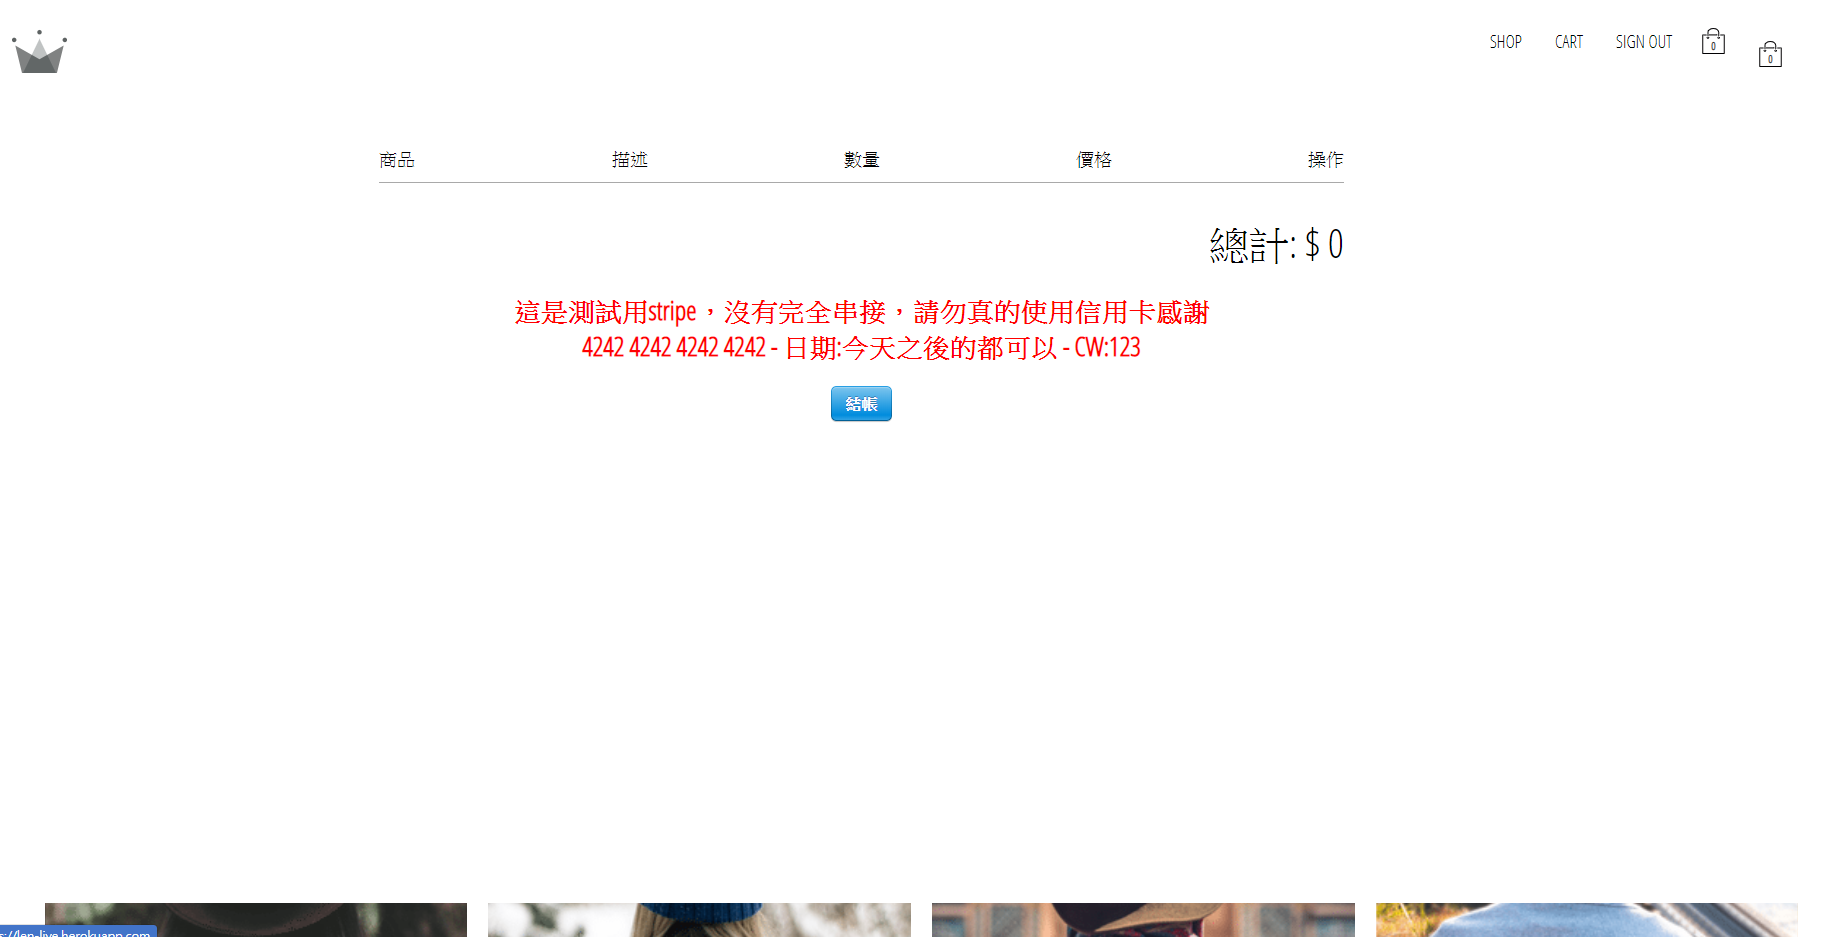 SHOP CART SIGN OUT 0 0
商品 描述 數量 價格 操作
總計: $ 0
這是測試用stripe，沒有完全串接，請勿真的使用信用卡感謝
4242 4242 4242 4242 - 日期:今天之後的都可以 - CW:123
結帳
s://len-live.herokuapp.com